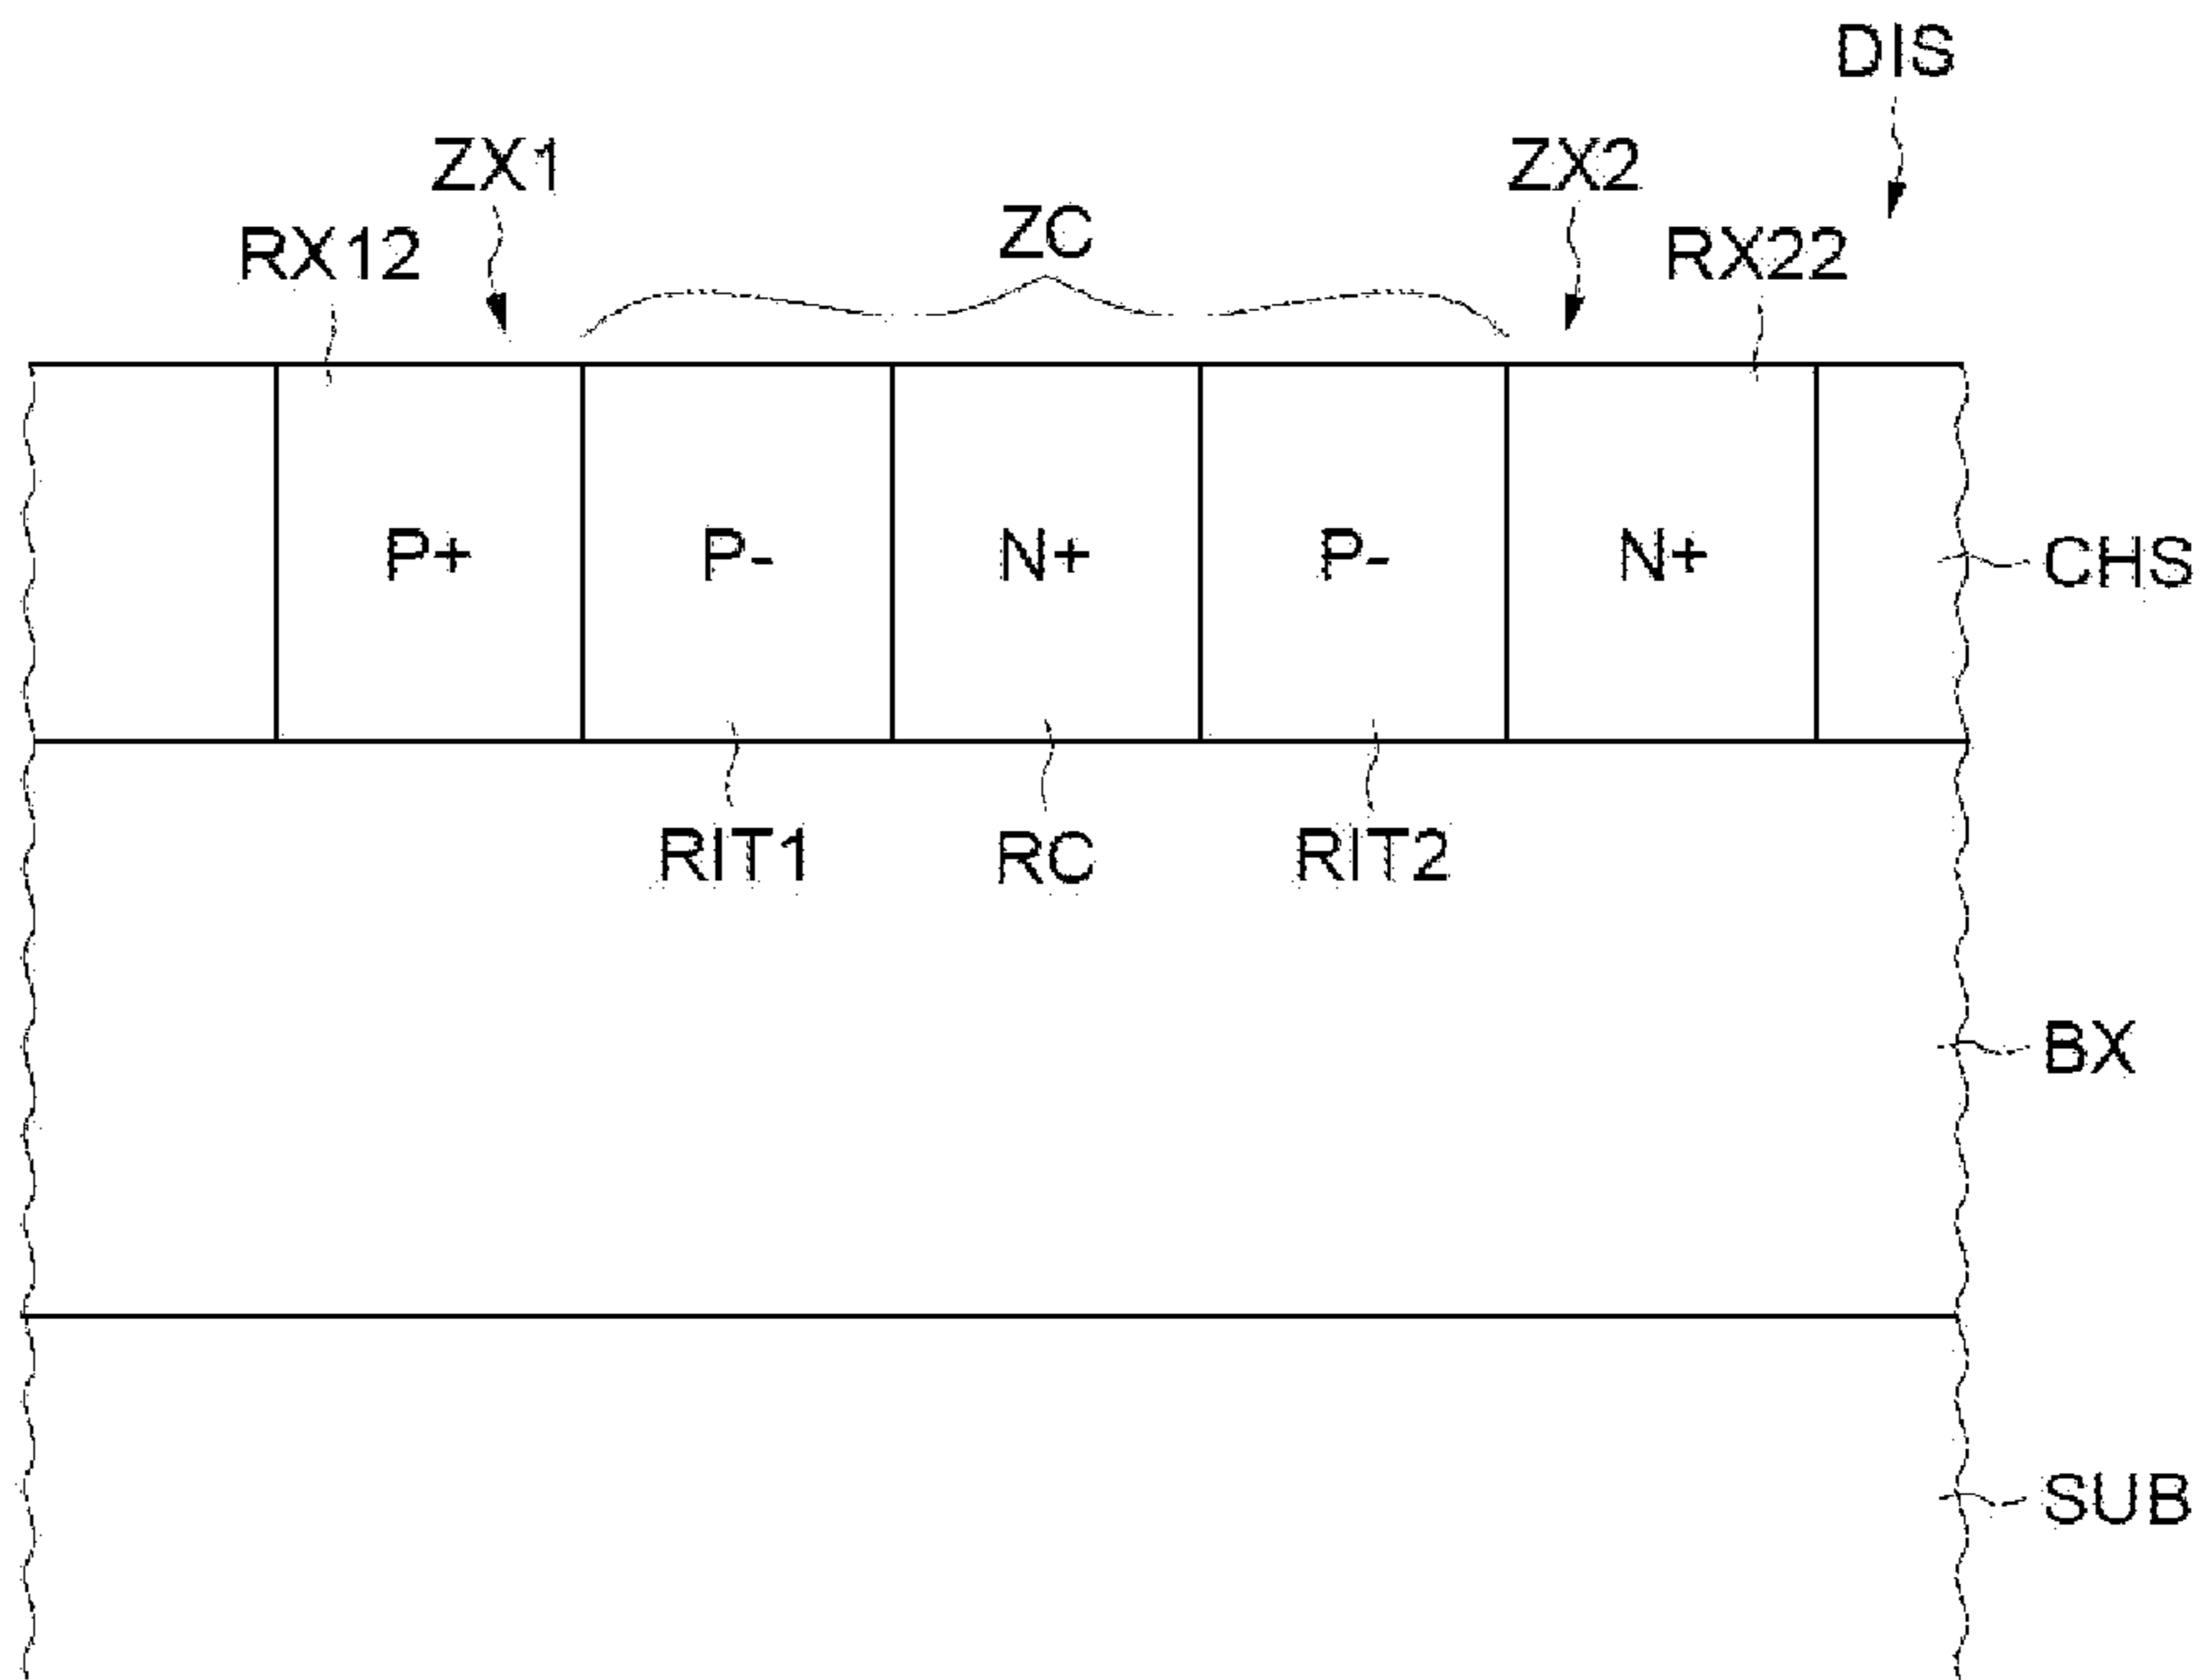 DIS
ZX1
ZX2
ZC
RX12
RX22
P+
P-
N+
P-
N+
CHS
RIT1
RC
RIT2
BX
SUB